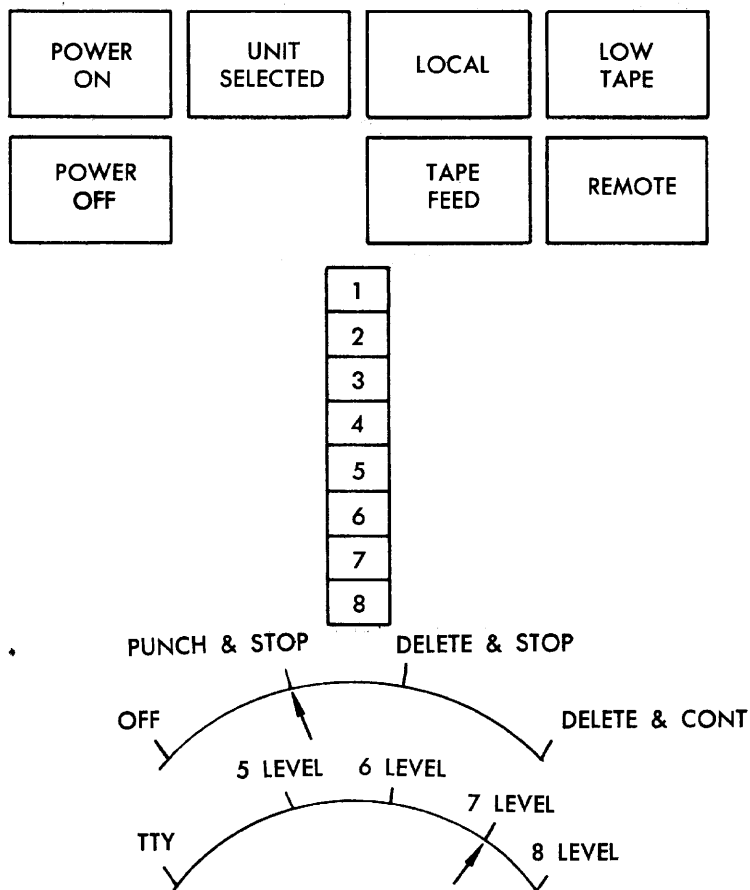 POWER
ON
UNIT
SELECTED
LOCAL
LOW
TAPE
POWER
OFF
TAPE
FEED
REMOTE
1
2
3
4
5
6
7
8
PUNCH & STOP
DELETE & STOP
OFF
DELETE & CONT
5 LEVEL
6 LEVEL
7 LEVEL
TTY
8 LEVEL